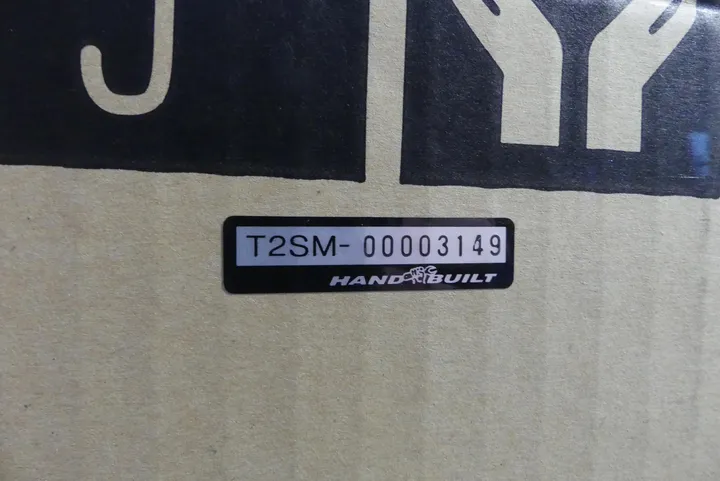 T2SM- 00003149
HAND BUILT